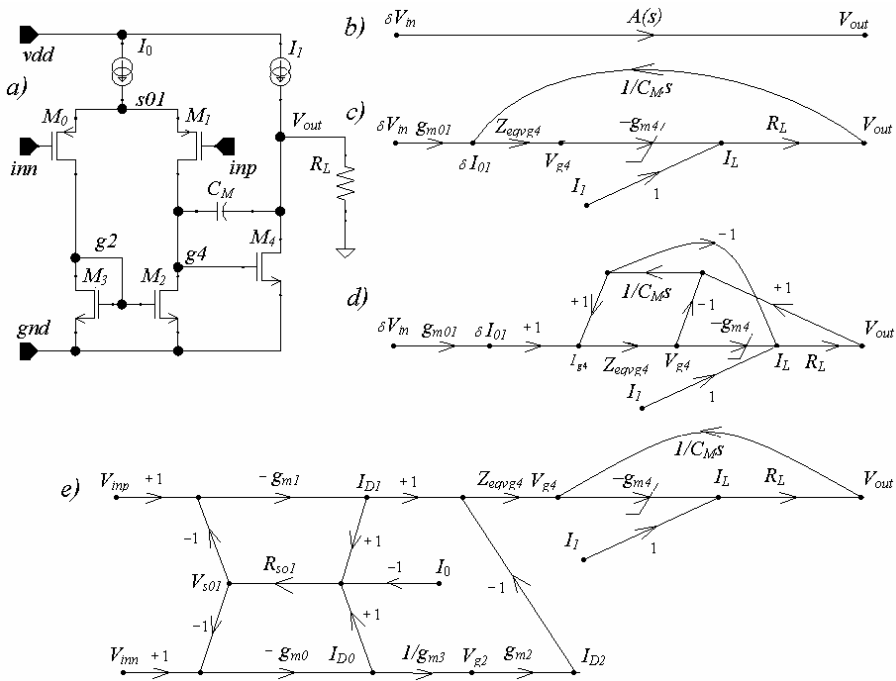 a)
vdd
I0
I1
M0
s01
M1
Vout
inn
inp
RL
CM
g2
g4
M4
M3
M2
gnd
b)
δVin
A(s)
Vout
c)
1/CMs
δVin
gm01
Zeqvg4
−gm4
RL
Vout
δI01
Vg4
IL
I1
1
d)
−1
1/CMs
+1
−1
+1
δVin
gm01
δI01
+1
−gm4
Vout
Ig4
Zeqvg4
Vg4
IL
RL
I1
1
e)
1/CMs
Vinp
+1
− gm1
ID1
+1
Zeqvg4
Vg4
−gm4
IL
RL
Vout
−1
+1
I1
1
Vs01
Rso1
−1
I0
−1
−1
+1
Vinn
+1
− gm0
ID0
1/gm3
Vg2
gm2
ID2